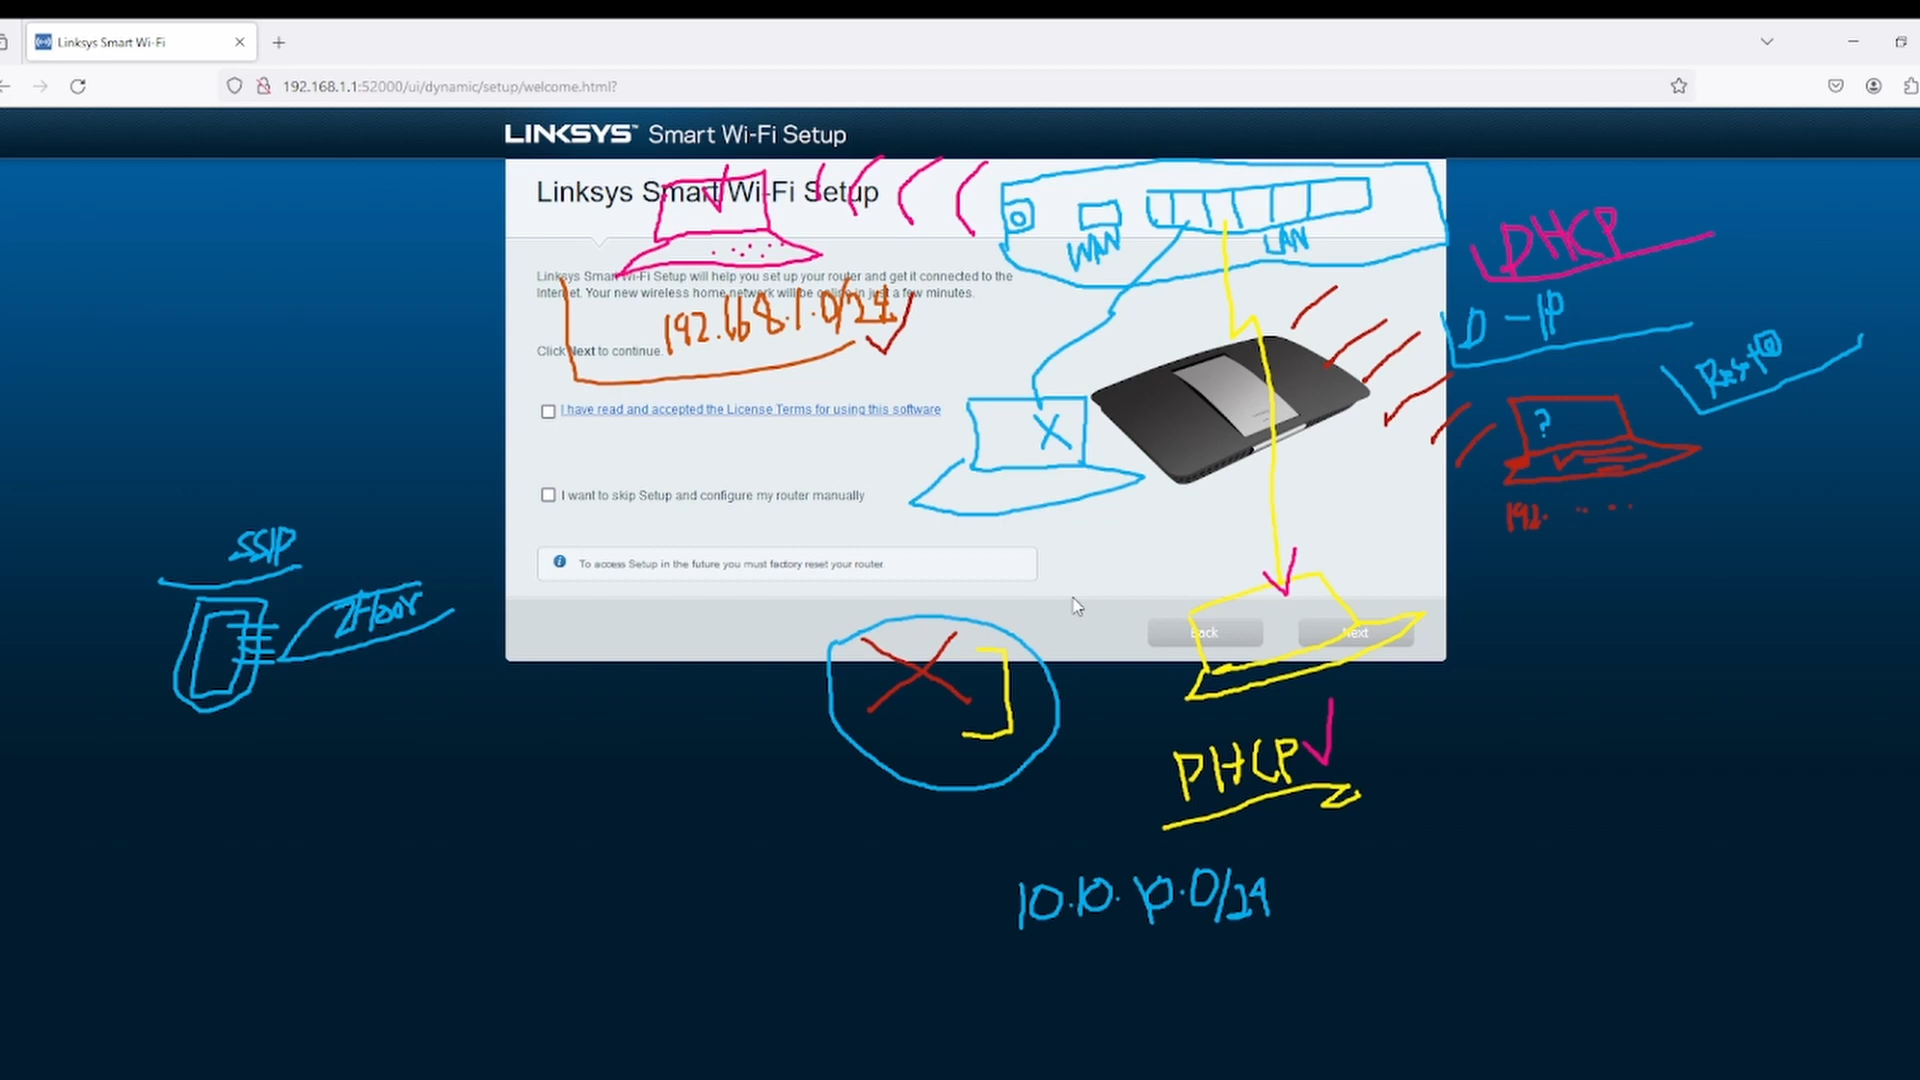 Linksys Smart Wi-Fi
192.168.1.1:52000/ui/dynamic/setup/welcome.html?
LINKSYS™ Smart Wi-Fi Setup
Linksys Smart Wi-Fi Setup
WAN
LAN
DHCP
Linksys Smart Wi-Fi Setup will help you set up your router and get it connected to the
Internet. Your new wireless home network will be online in just a few minutes.
192.168.1.0/24
D-IP
Reset
Click Next to continue.
I have read and accepted the License Terms for using this software
X
?
I want to skip Setup and configure my router manually
192. . . . .
To access Setup in the future you must factory reset your router.
2Floor
Back
Next
X
DHCP
10.10.10.0/24